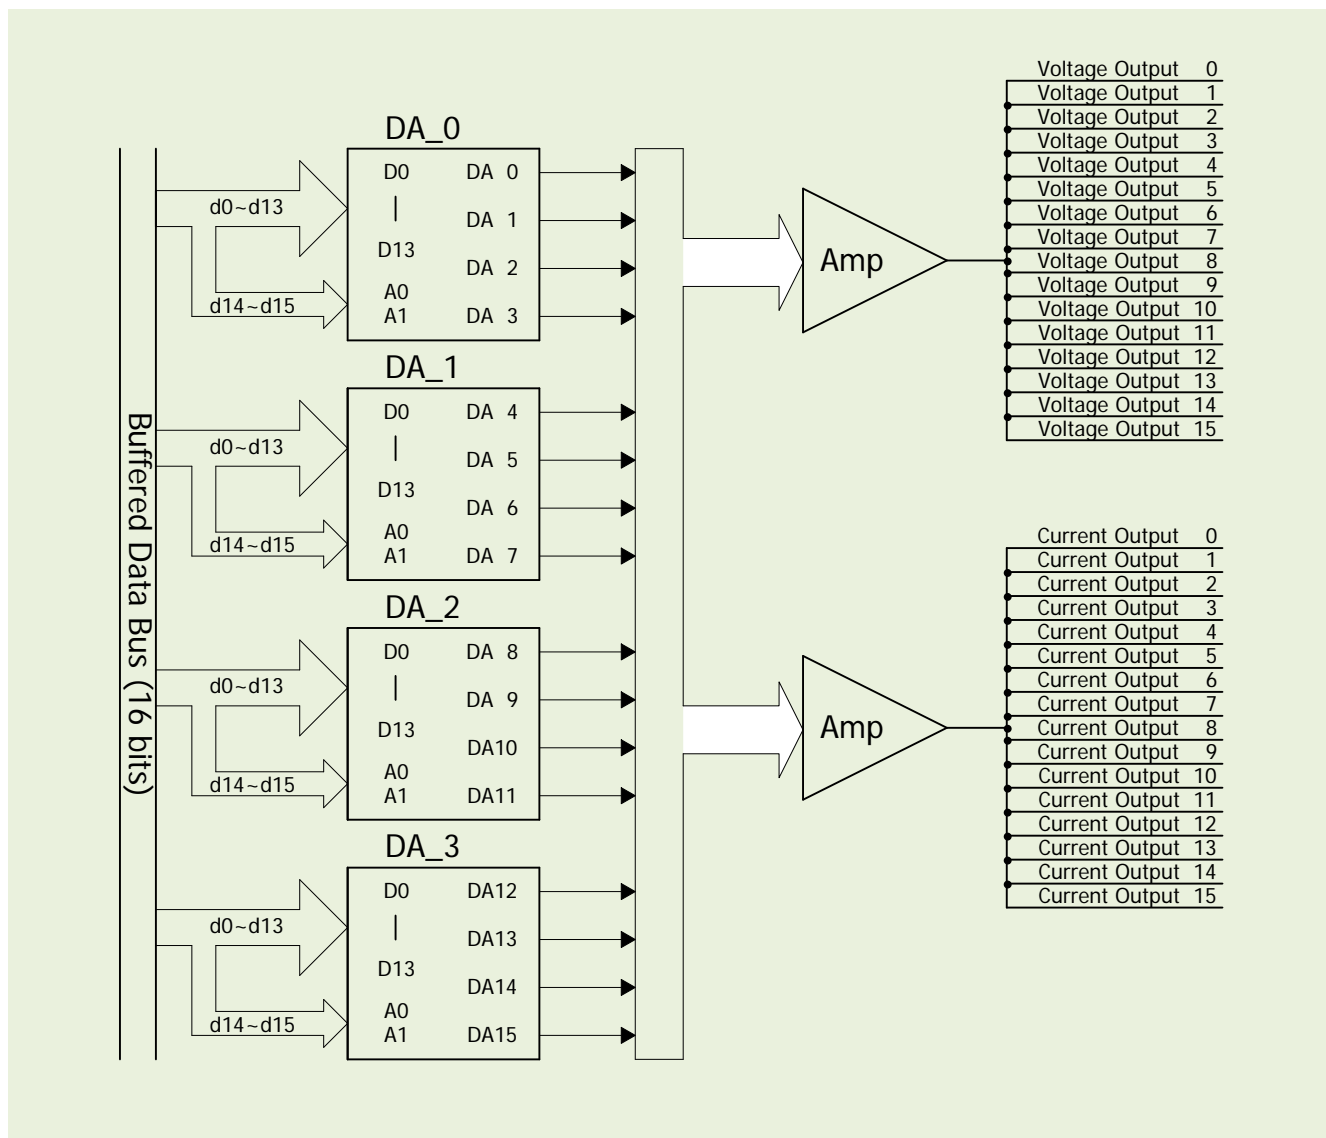 Buffered Data Bus (16 bits)
DA_0
d0~d13
d14~d15
D0
|
D13
A0
A1
DA 0
DA 1
DA 2
DA 3
DA_1
d0~d13
d14~d15
D0
|
D13
A0
A1
DA 4
DA 5
DA 6
DA 7
DA_2
d0~d13
d14~d15
D0
|
D13
A0
A1
DA 8
DA 9
DA10
DA11
DA_3
d0~d13
d14~d15
D0
|
D13
A0
A1
DA12
DA13
DA14
DA15
Amp
Voltage Output 0
Voltage Output 1
Voltage Output 2
Voltage Output 3
Voltage Output 4
Voltage Output 5
Voltage Output 6
Voltage Output 7
Voltage Output 8
Voltage Output 9
Voltage Output 10
Voltage Output 11
Voltage Output 12
Voltage Output 13
Voltage Output 14
Voltage Output 15
Amp
Current Output 0
Current Output 1
Current Output 2
Current Output 3
Current Output 4
Current Output 5
Current Output 6
Current Output 7
Current Output 8
Current Output 9
Current Output 10
Current Output 11
Current Output 12
Current Output 13
Current Output 14
Current Output 15